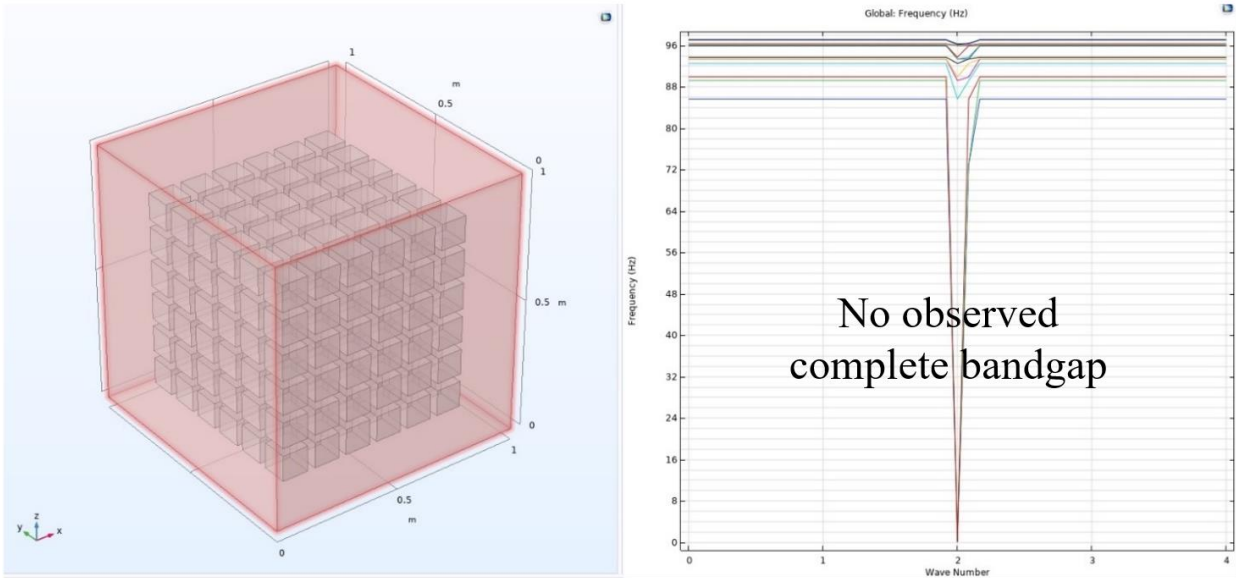 1
m
0.5
0
1
0.5 m
0
1
0.5
m
0
y z x
Global: Frequency (Hz)
Frequency (Hz)
96
88
80
72
64
56
48
40
32
24
16
8
0
No observed
complete bandgap
0 1 2 3 4
Wave Number